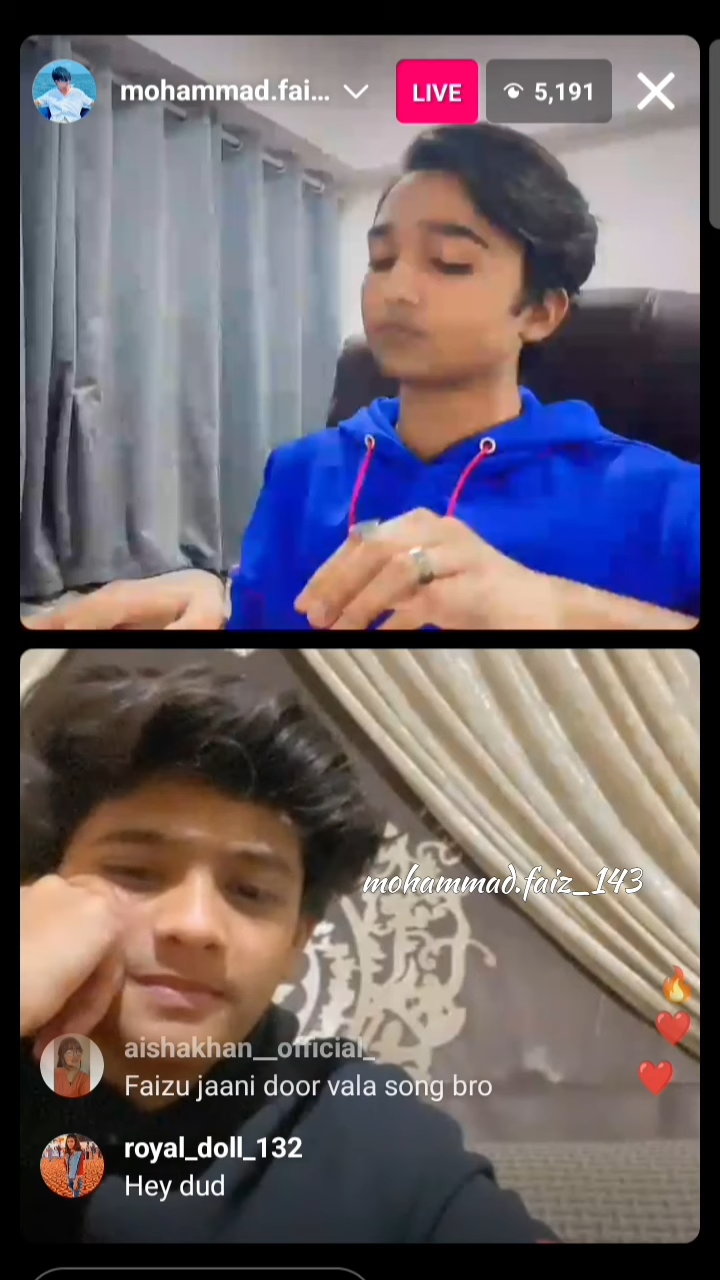 mohammad.fai...
LIVE
5,191
mohammad.faiz_143
aishakhan__official_
Faizu jaani door vala song bro
royal_doll_132
Hey dud